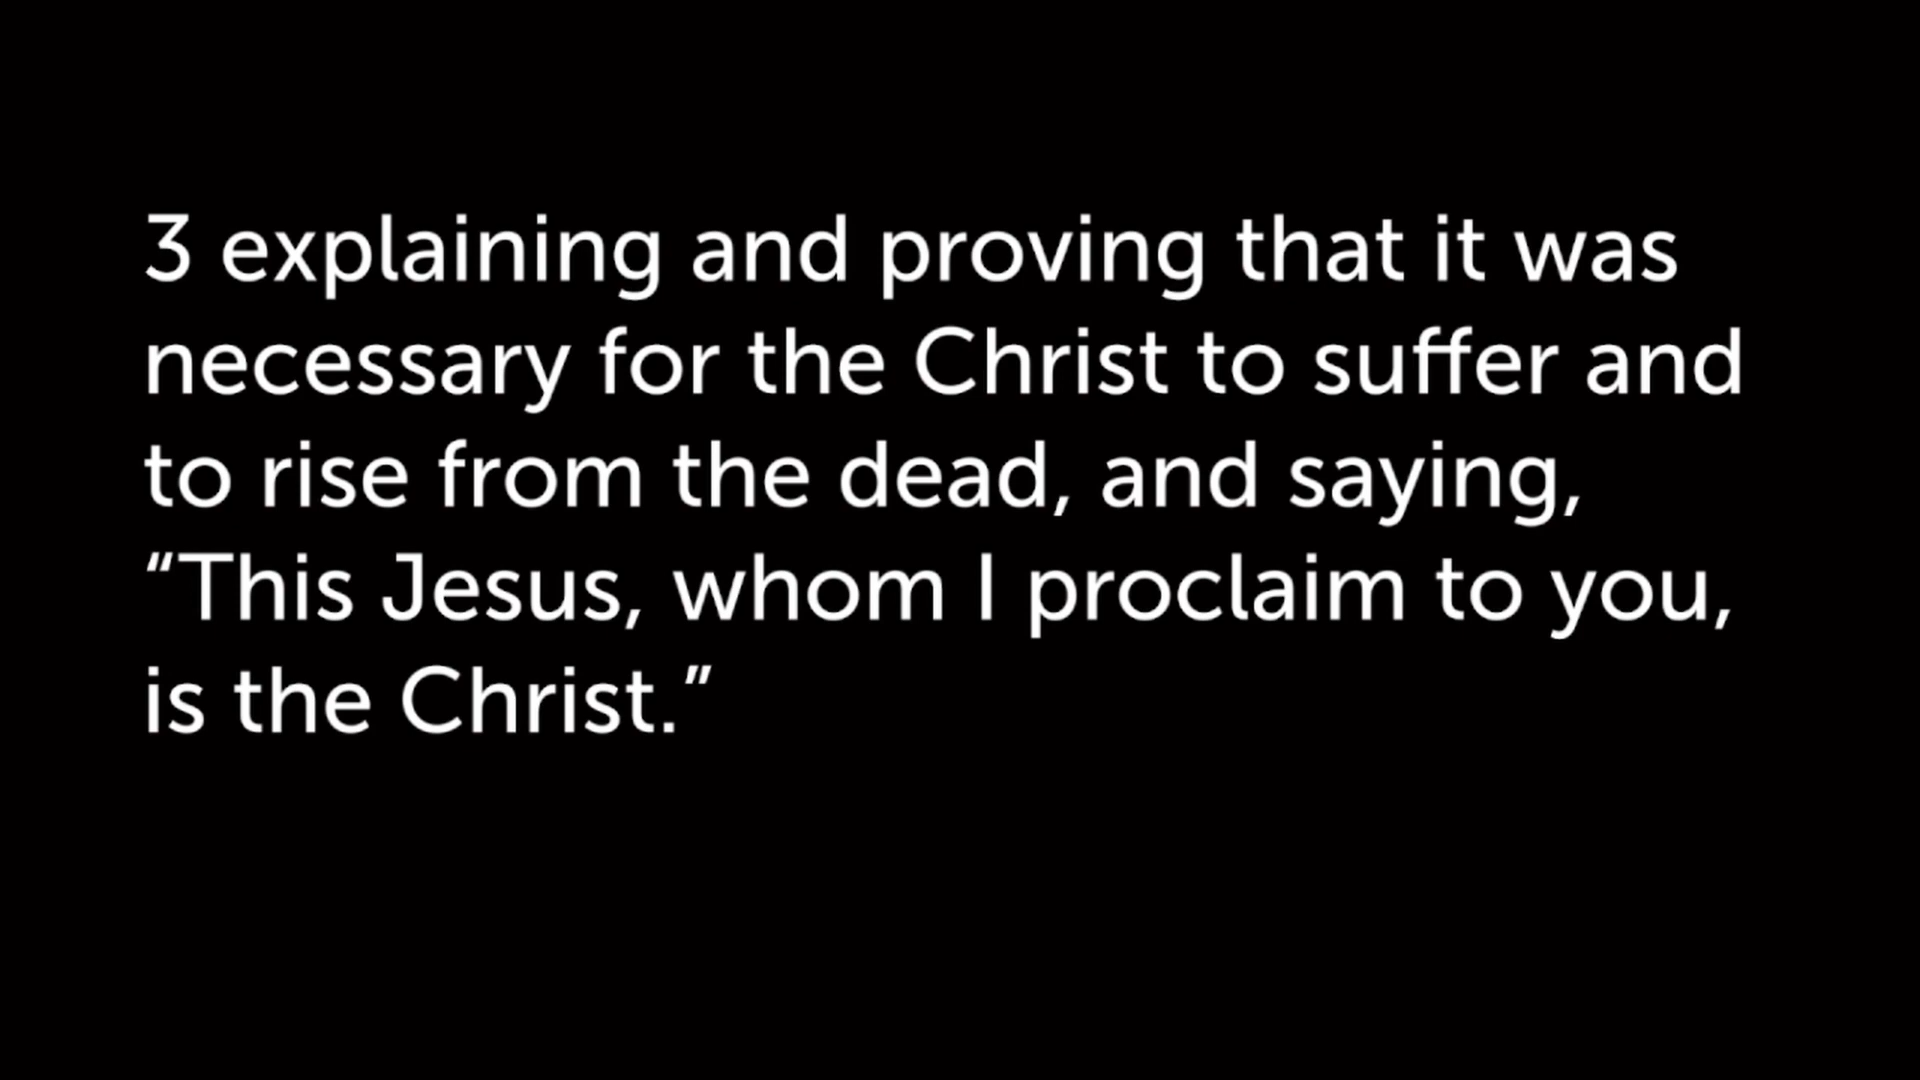 3 explaining and proving that it was
necessary for the Christ to suffer and
to rise from the dead, and saying,
“This Jesus, whom I proclaim to you,
is the Christ.”